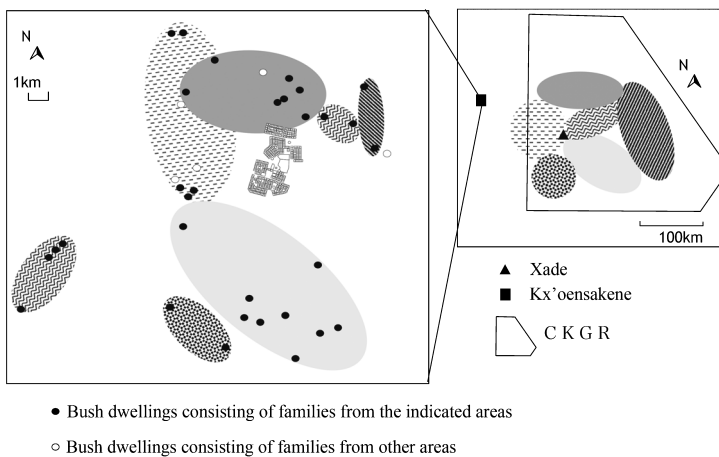 N
1km
N
100km
Xade
Kx’oensakene
C K G R
Bush dwellings consisting of families from the indicated areas
Bush dwellings consisting of families from other areas